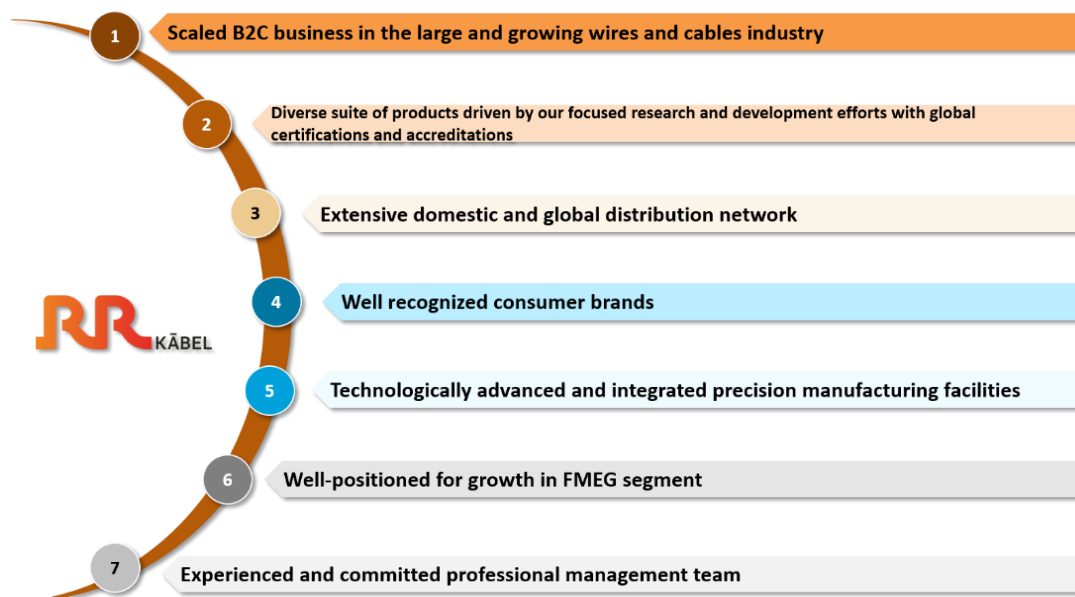 1
Scaled B2C business in the large and growing wires and cables industry
2
Diverse suite of products driven by our focused research and development efforts with global
certifications and accreditations
3
Extensive domestic and global distribution network
4
Well recognized consumer brands
RR KĀBEL
5
Technologically advanced and integrated precision manufacturing facilities
6
Well-positioned for growth in FMEG segment
7
Experienced and committed professional management team